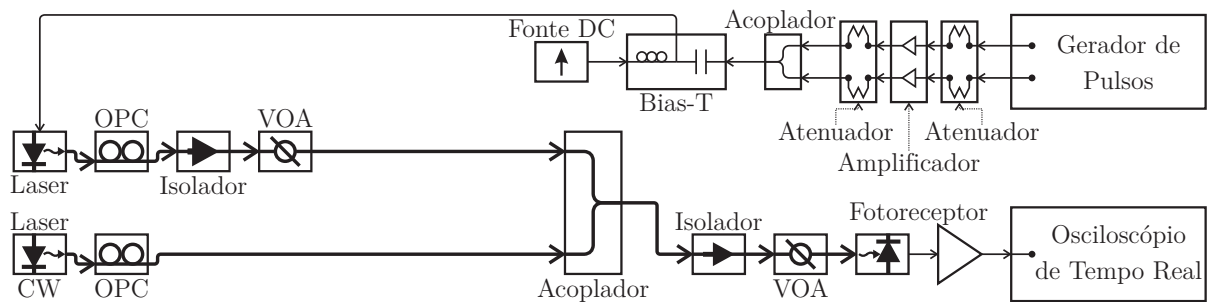 Fonte DC
Acoplador
Gerador de
Pulsos
Bias-T
OPC
VOA
Atenuador
Atenuador
Amplificador
Laser
Isolador
Laser
Isolador
Fotoreceptor
Osciloscópio
de Tempo Real
CW
OPC
Acoplador
VOA